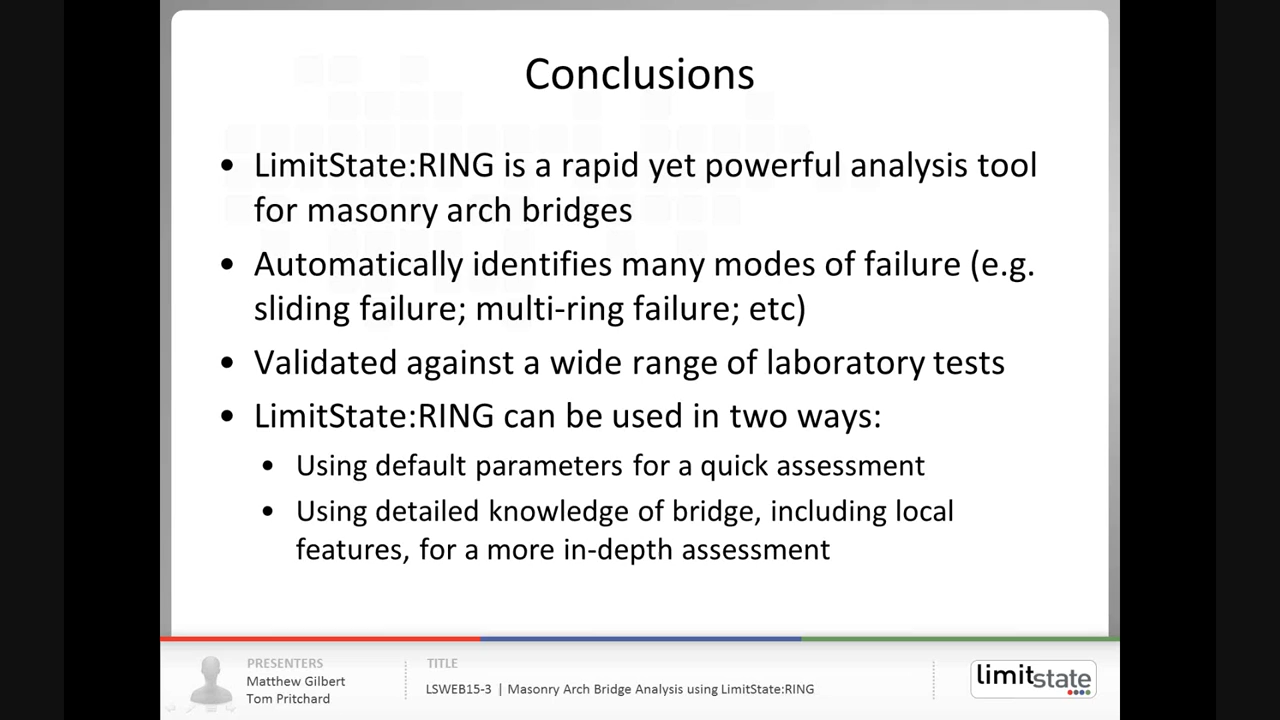 Conclusions
• LimitState:RING is a rapid yet powerful analysis tool
for masonry arch bridges
• Automatically identifies many modes of failure (e.g.
sliding failure; multi-ring failure; etc)
• Validated against a wide range of laboratory tests
• LimitState:RING can be used in two ways:
• Using default parameters for a quick assessment
• Using detailed knowledge of bridge, including local
features, for a more in-depth assessment
PRESENTERS
Matthew Gilbert
Tom Pritchard
TITLE
LSWEB15-3 | Masonry Arch Bridge Analysis using LimitState:RING
limitstate